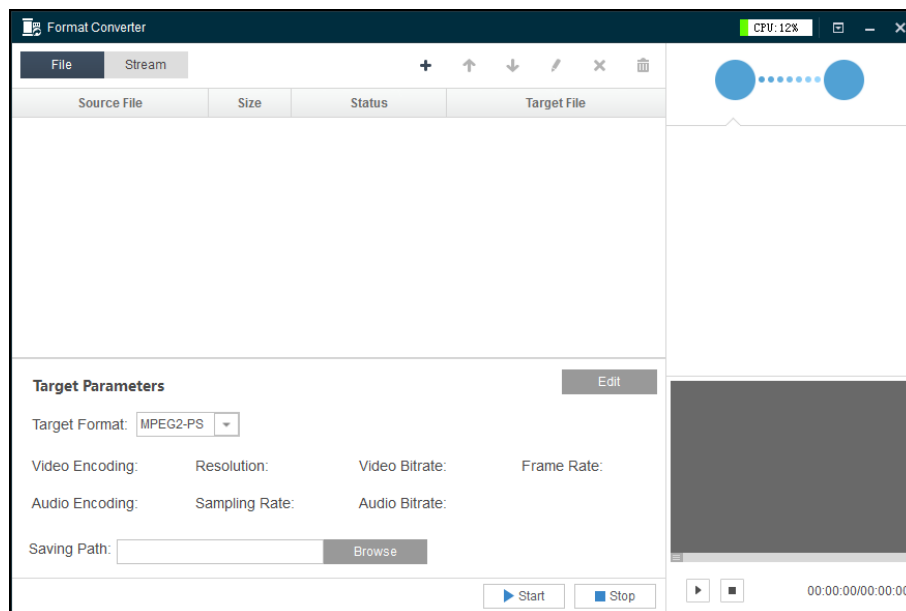 Format Converter CPU:12%
File Stream
Source File Size Status Target File
Target Parameters Edit
Target Format: MPEG2-PS
Video Encoding: Resolution: Video Bitrate: Frame Rate:
Audio Encoding: Sampling Rate: Audio Bitrate:
Saving Path: Browse
Start Stop 00:00:00/00:00:00